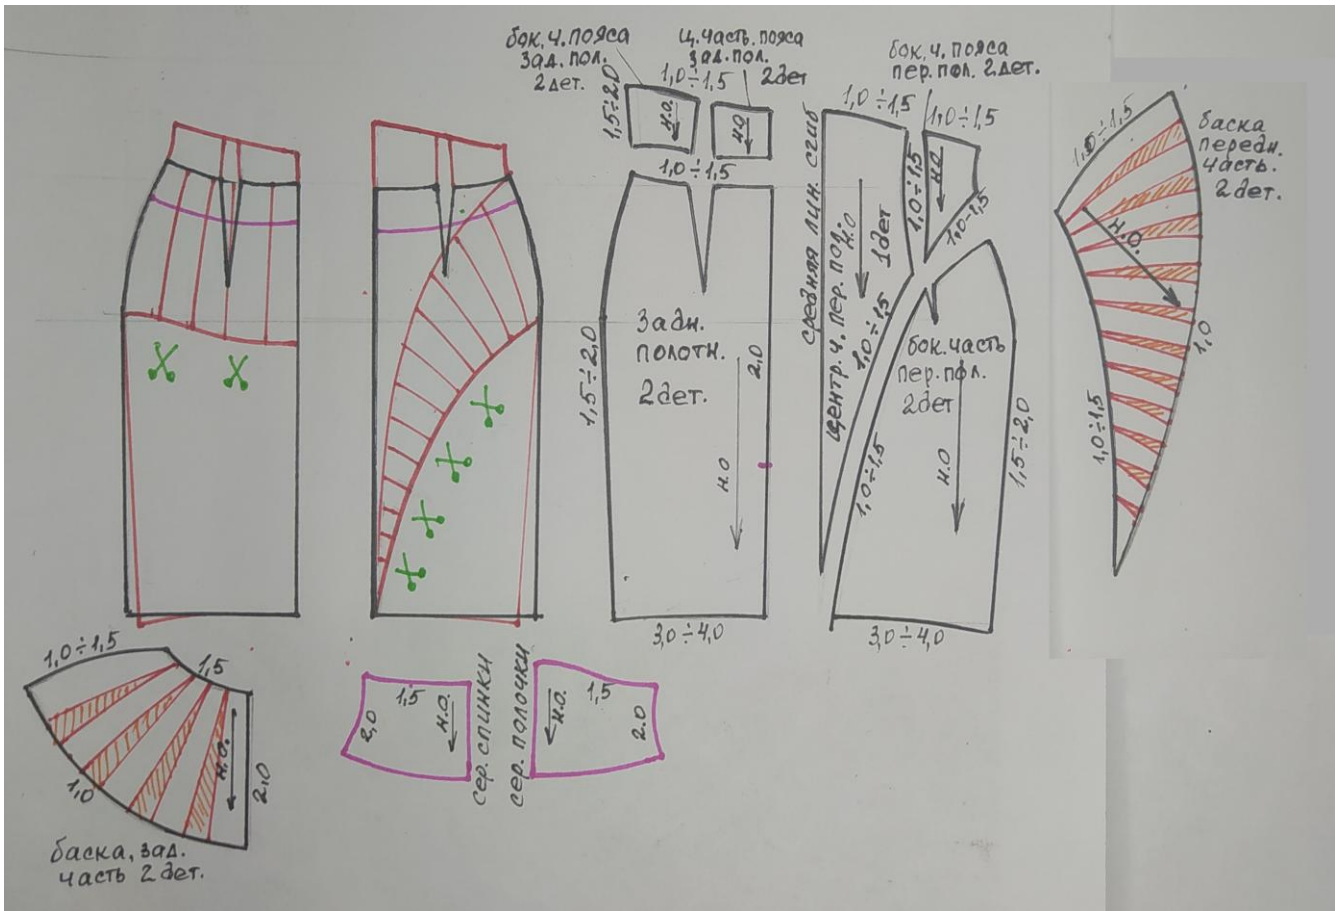 бок. ч. пояса
зад. пол.
2 дет.
1,5÷2,0
1,0÷1,5
н.о.
ц. часть. пояса
зад. пол.
2 дет
н.о
1,0÷1,5
Задн.
полотн.
2 дет.
1,5÷2,0
2,0
н.о
3,0÷4,0
средняя лин. сгиб
1,0÷1,5
н.о
1 дет
центр. ч. пер. пол.
1,0÷1,5
1,0÷1,5
бок. ч. пояса
пер. пол. 2 дет.
1,0÷1,5
н.о
1,0-1,5
бок. часть
пер. пол.
2 дет
н.о
1,0÷1,5
1,5÷2,0
3,0÷4,0
баска
передн.
часть.
2 дет.
1,0÷1,5
н.о.
1,0
1,0÷1,5
1,0÷1,5
1,5
н.о.
2,0
1,0
баска, зад.
часть 2 дет.
1,5
2,0
н.о.
сер. спинки
сер. полочки
1,5
н.о.
2.0